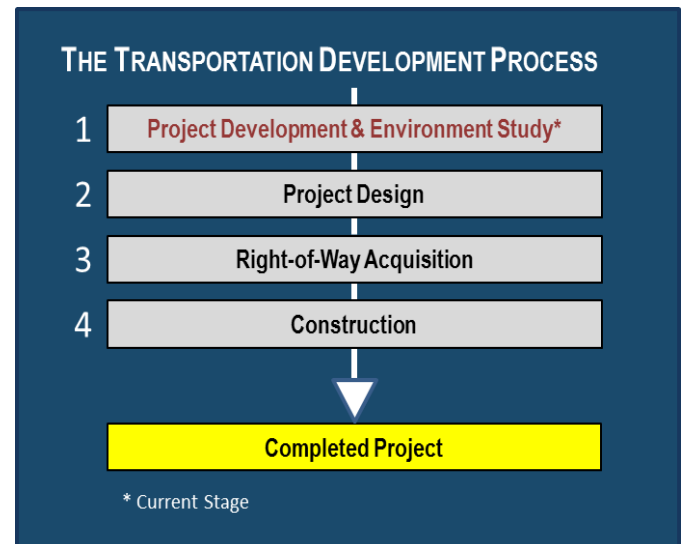 THE TRANSPORTATION DEVELOPMENT PROCESS
1 Project Development & Environment Study*
2 Project Design
3 Right-of-Way Acquisition
4 Construction
Completed Project
* Current Stage